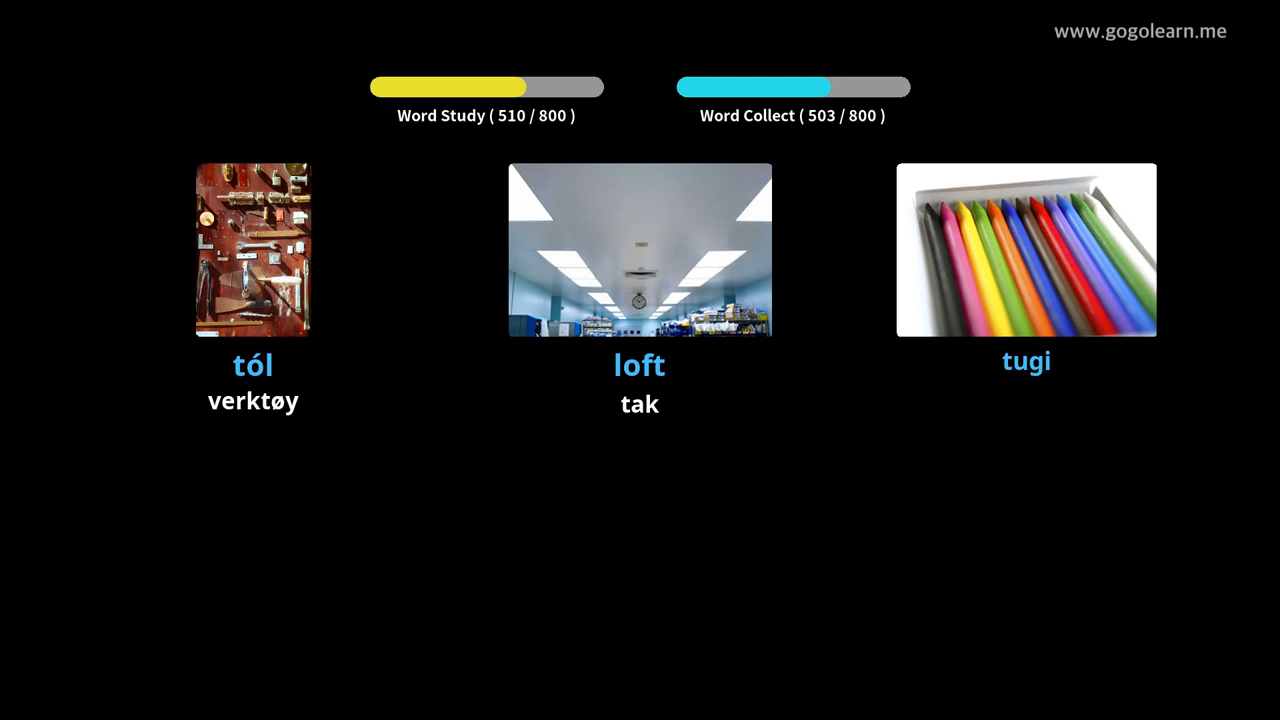 www.gogolearn.me
Word Study ( 510 / 800 )
Word Collect ( 503 / 800 )
tól
verktøy
loft
tak
tugi